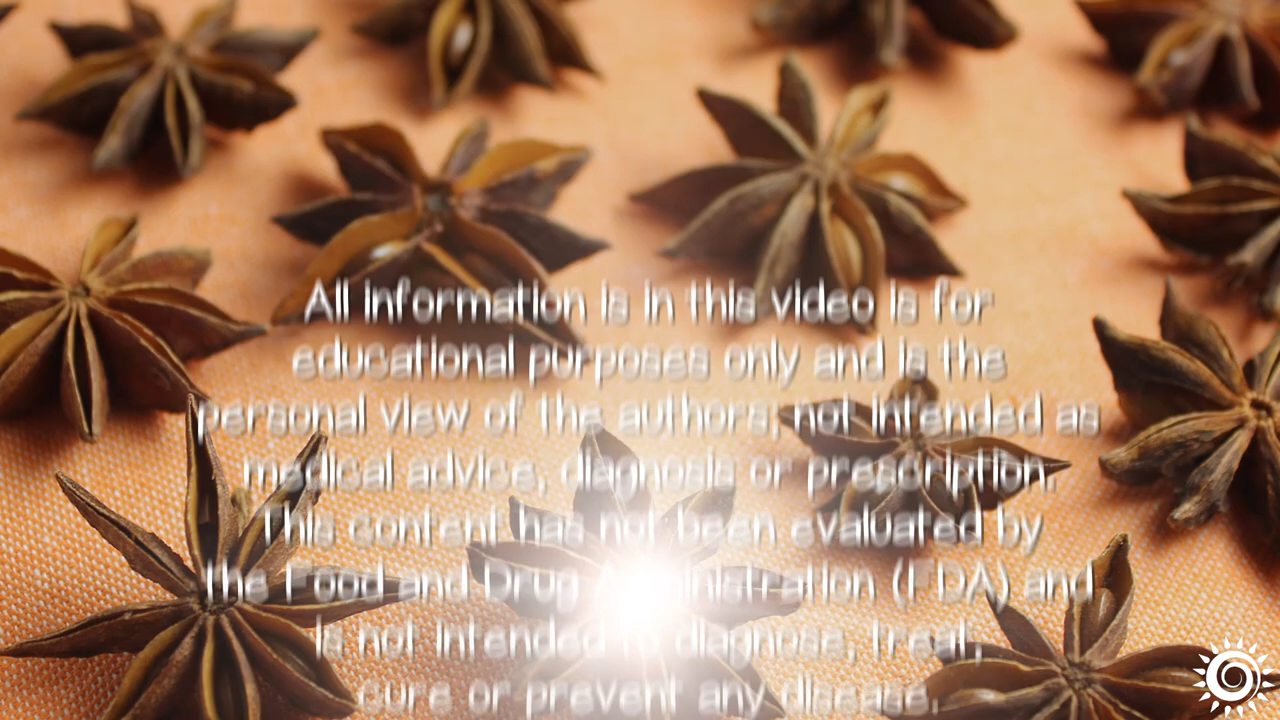 All information is in this video is for
educational purposes only and is the
personal view of the authors; not intended as
medical advice, diagnosis or prescription.
This content has not been evaluated by
the Food and Drug Administration (FDA) and
is not intended to diagnose, treat,
cure or prevent any disease.